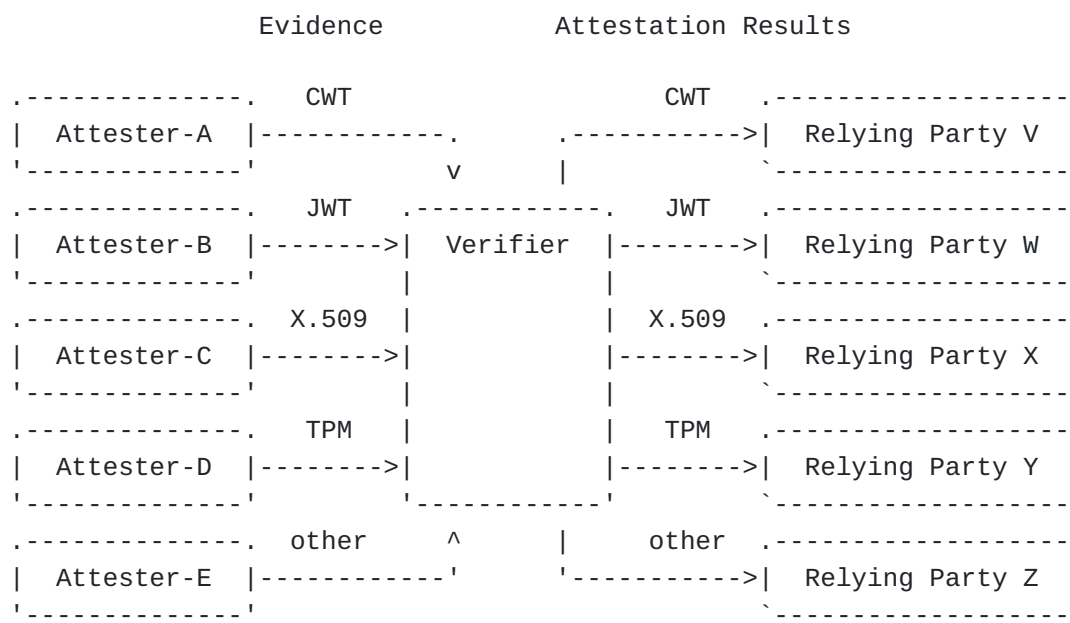 Evidence Attestation Results
CWT CWT
Attester-A Relying Party V
v
JWT JWT
Attester-B Verifier Relying Party W
X.509 X.509
Attester-C Relying Party X
TPM TPM
Attester-D Relying Party Y
other other
Attester-E Relying Party Z